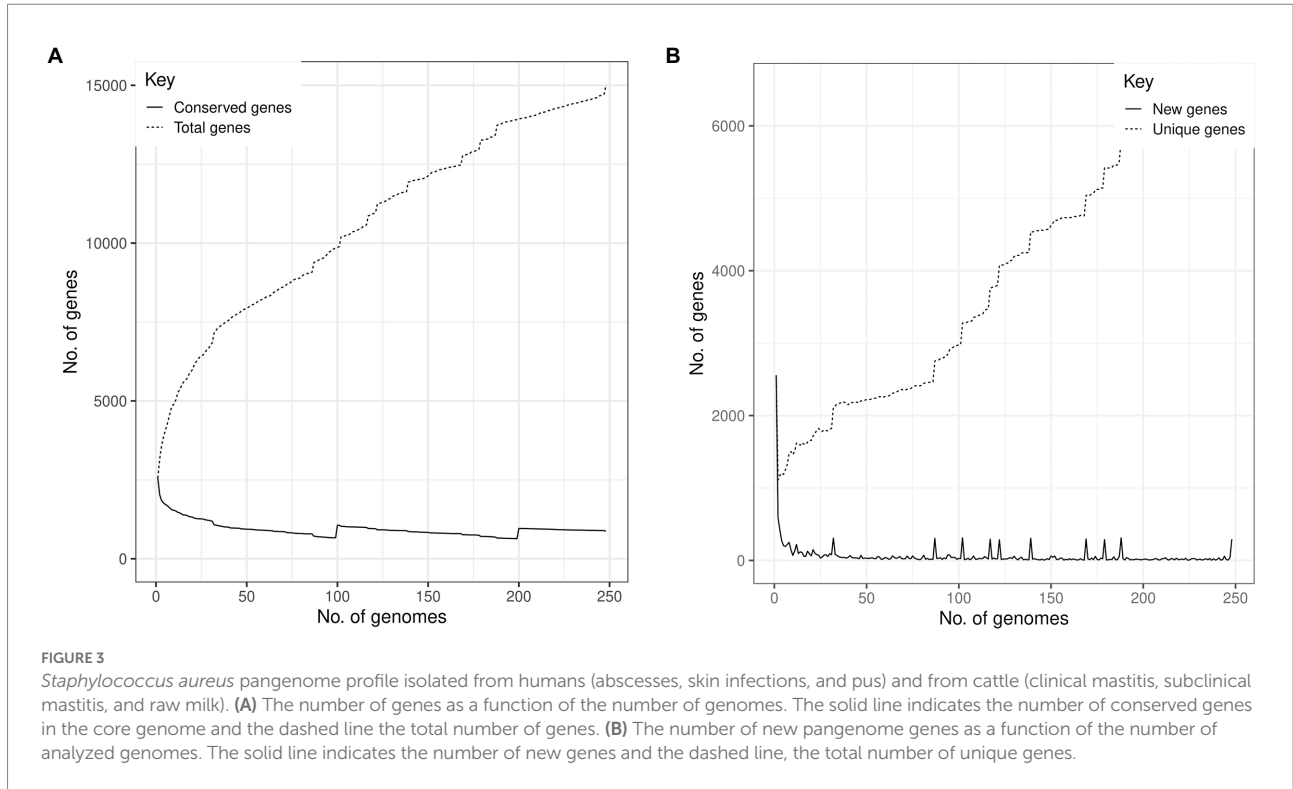 A
Key
Conserved genes
Total genes
15000
10000
5000
0
No. of genes
0 50 100 150 200 250
No. of genomes
B
Key
New genes
Unique genes
6000
4000
2000
0
No. of genes
0 50 100 150 200 250
No. of genomes
FIGURE 3
Staphylococcus aureus pangenome profile isolated from humans (abscesses, skin infections, and pus) and from cattle (clinical mastitis, subclinical
mastitis, and raw milk). (A) The number of genes as a function of the number of genomes. The solid line indicates the number of conserved genes
in the core genome and the dashed line the total number of genes. (B) The number of new pangenome genes as a function of the number of
analyzed genomes. The solid line indicates the number of new genes and the dashed line, the total number of unique genes.